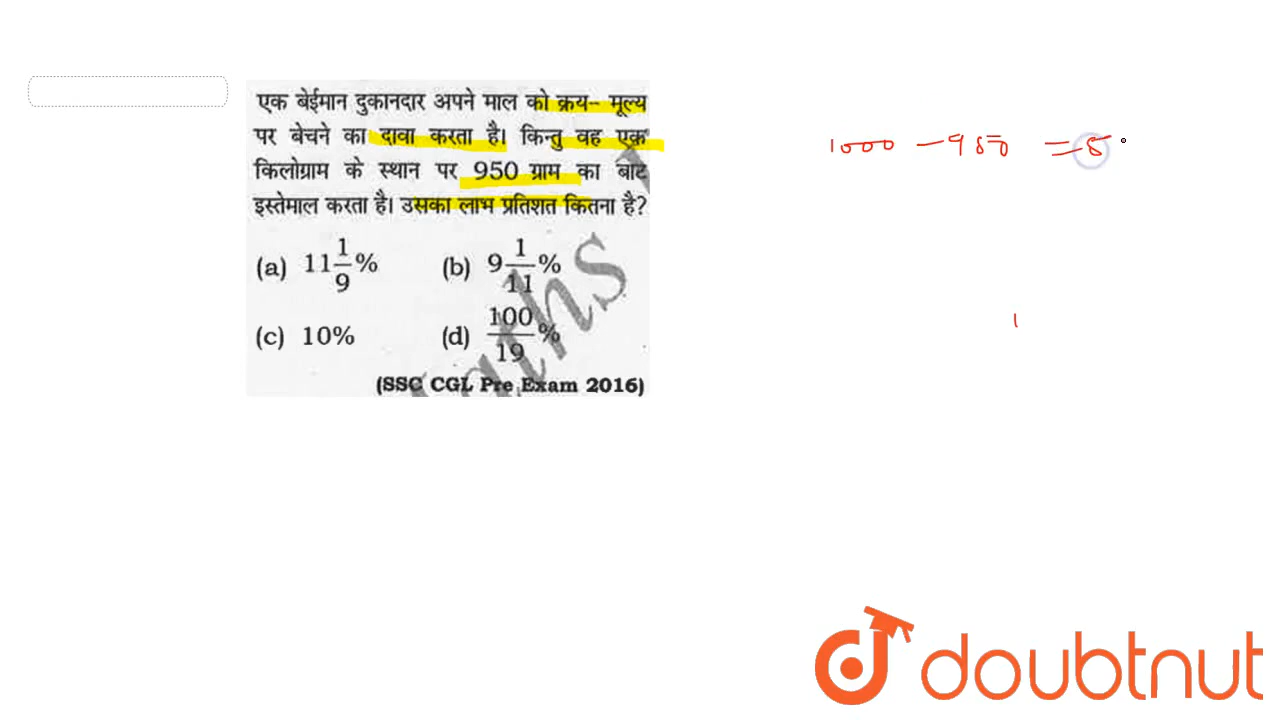 एक बेईमान दुकानदार अपने माल को क्रय- मूल्य
पर बेचने का दावा करता है। किन्तु वह एक
किलोग्राम के स्थान पर 950 ग्राम का बाट
इस्तेमाल करता है। उसका लाभ प्रतिशत कितना है?
(a) 11 1/9 % (b) 9 1/11 %
(c) 10% (d) 100/19 %
(SSC CGL Pre Exam 2016)
1000 - 950 = 5
doubtnut